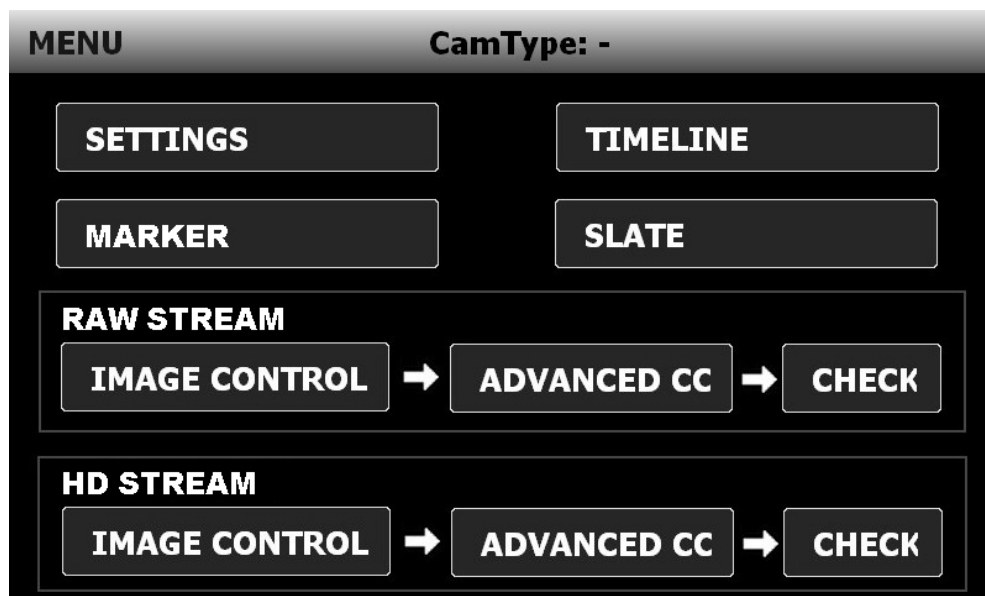 MENU CamType: -
SETTINGS TIMELINE
MARKER SLATE
RAW STREAM
IMAGE CONTROL ADVANCED CC CHECK
HD STREAM
IMAGE CONTROL ADVANCED CC CHECK